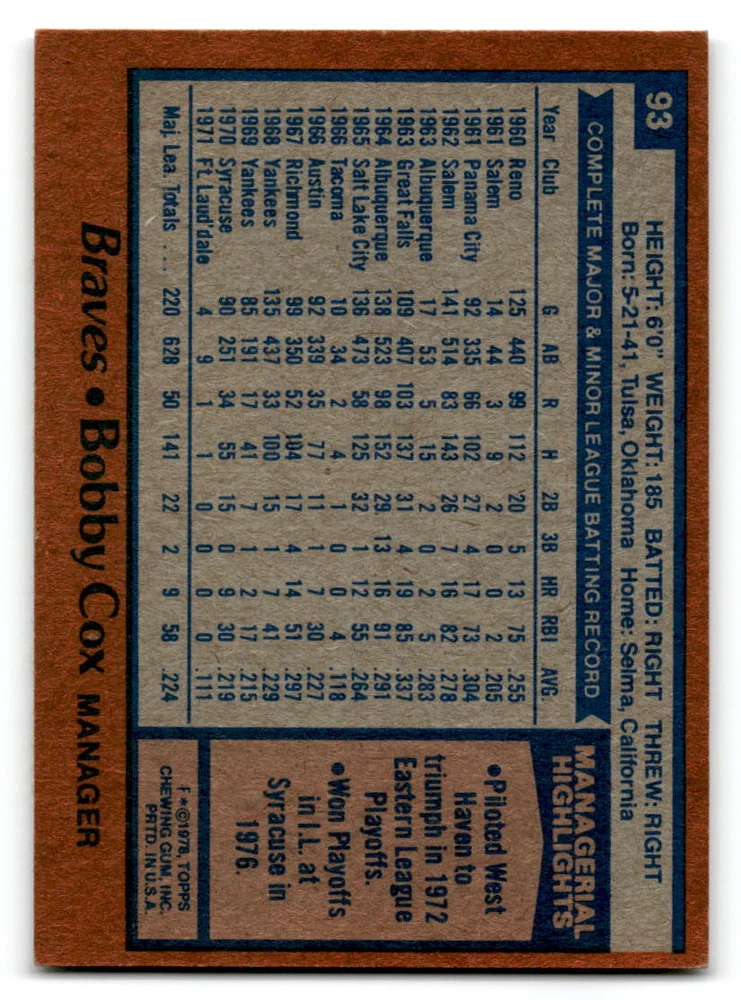 93
HEIGHT: 6'0" WEIGHT: 185 BATTED: RIGHT THREW: RIGHT
Born: 5-21-41, Tulsa, Oklahoma Home: Selma, California
COMPLETE MAJOR & MINOR LEAGUE BATTING RECORD
Year Club G AB R H 2B 3B HR RBI AVG.
1960 Reno 125 440 99 112 20 5 13 75 .255
1961 Salem 14 44 3 9 2 0 0 2 .205
1961 Panama City 92 335 66 102 27 4 17 73 .304
1962 Salem 141 514 83 143 26 7 16 82 .278
1963 Albuquerque 17 53 5 15 2 0 2 5 .283
1963 Great Falls 109 407 103 137 31 4 19 85 .337
1964 Albuquerque 138 523 98 152 29 13 16 91 .291
1965 Salt Lake City 136 473 58 125 32 1 12 55 .264
1966 Tacoma 10 34 2 4 1 0 0 4 .118
1966 Austin 92 339 35 77 11 1 7 30 .227
1967 Richmond 99 350 52 104 17 4 14 51 .297
1968 Yankees 135 437 33 100 15 1 7 41 .229
1969 Yankees 85 191 17 41 7 1 2 17 .215
1970 Syracuse 90 251 34 55 15 0 9 30 .219
1971 Ft. Laud'dale 4 9 1 1 0 0 0 0 .111
Maj. Lea. Totals ... 220 628 50 141 22 2 9 58 .224
MANAGERIAL
HIGHLIGHTS
•Piloted West
Haven to
triumph in 1972
Eastern League
Playoffs.
•Won Playoffs
in I.L. at
Syracuse in
1976.
f*©1978, TOPPS
CHEWING GUM, INC.
PRTD. IN U.S.A.
Braves • Bobby Cox MANAGER